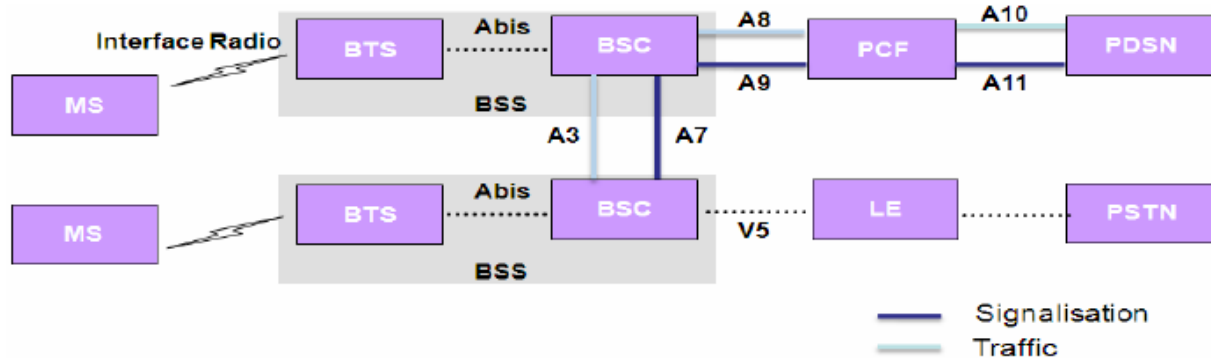 A8 A10
Interface Radio BTS Abis BSC PCF PDSN
MS BSS A9 A11
A3 A7
MS BTS Abis BSC LE PSTN
V5
BSS
Signalisation
Traffic